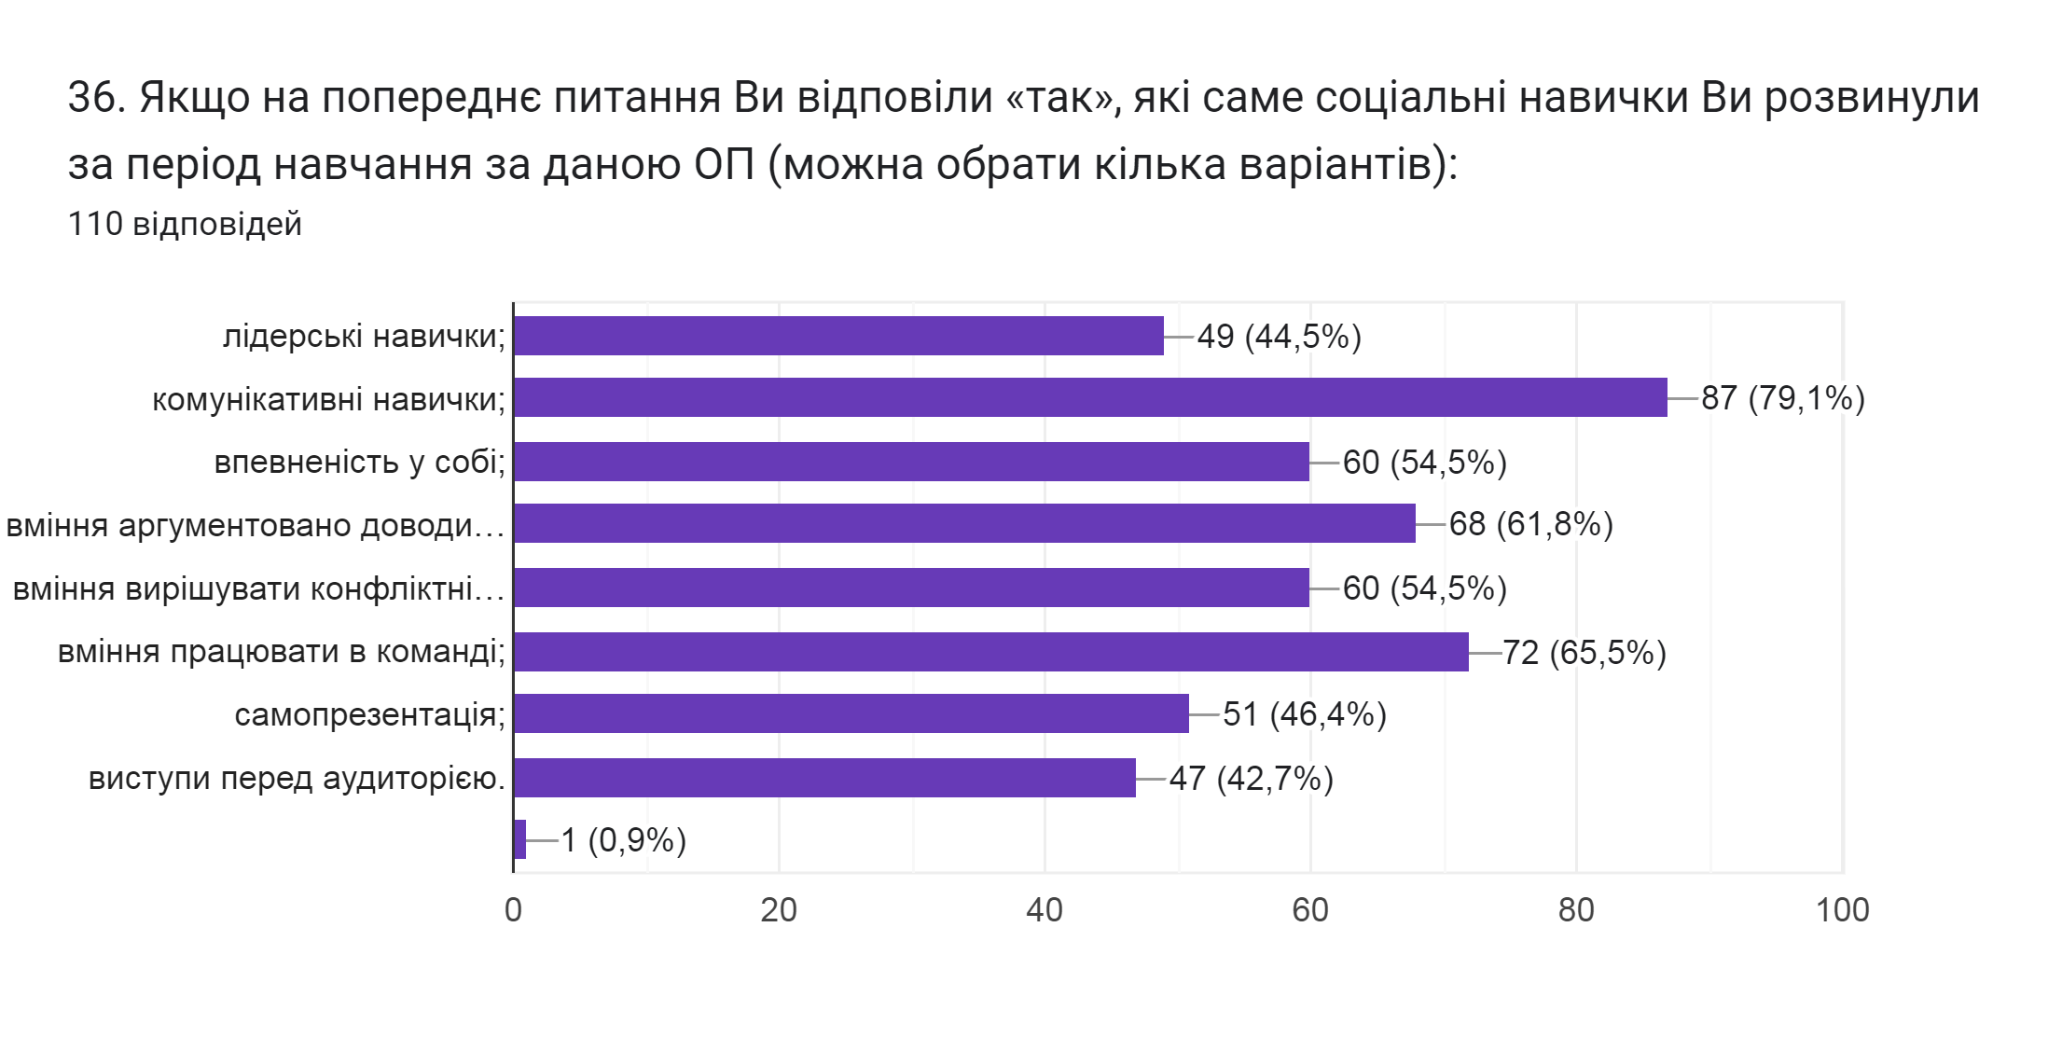 36. Якщо на попереднє питання Ви відповіли «так», які саме соціальні навички Ви розвинули
за період навчання за даною ОП (можна обрати кілька варіантів):
110 відповідей
лідерські навички; 49 (44,5%)
комунікативні навички; 87 (79,1%)
впевненість у собі; 60 (54,5%)
вміння аргументовано доводи… 68 (61,8%)
вміння вирішувати конфліктні… 60 (54,5%)
вміння працювати в команді; 72 (65,5%)
самопрезентація; 51 (46,4%)
виступи перед аудиторією. 47 (42,7%)
1 (0,9%)
0 20 40 60 80 100